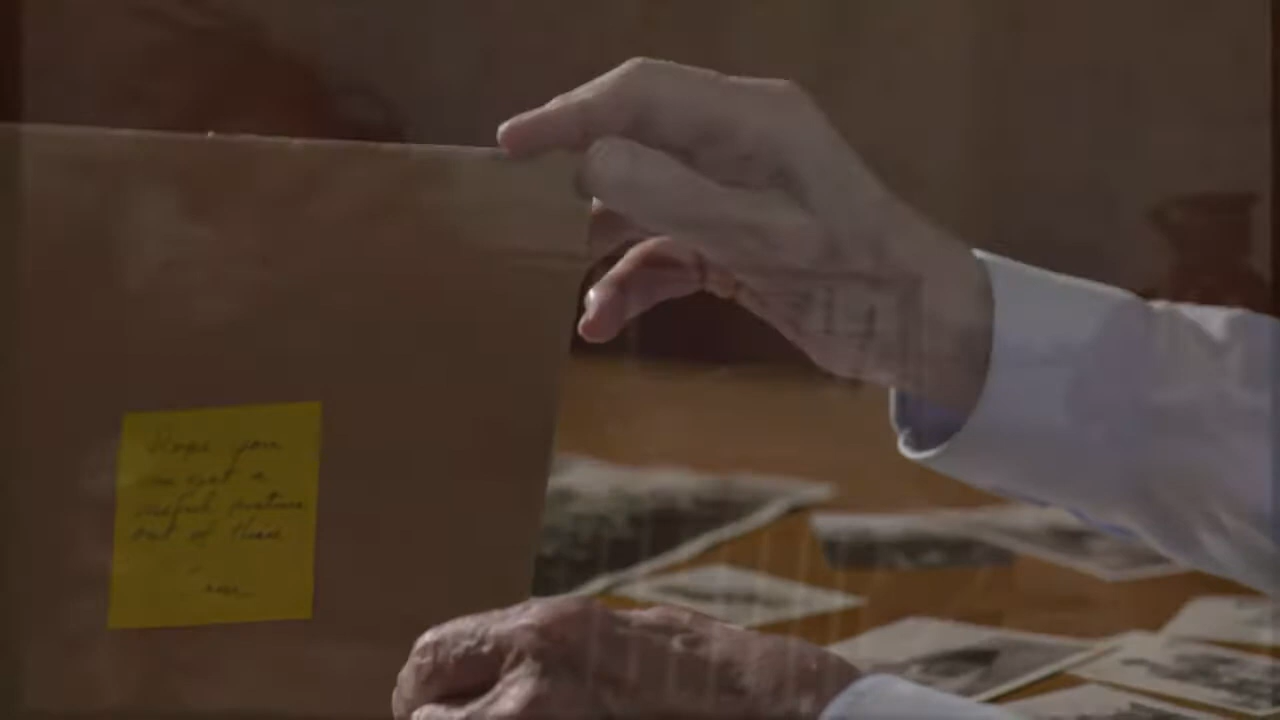 Hope you
can get a
useful picture
out of these